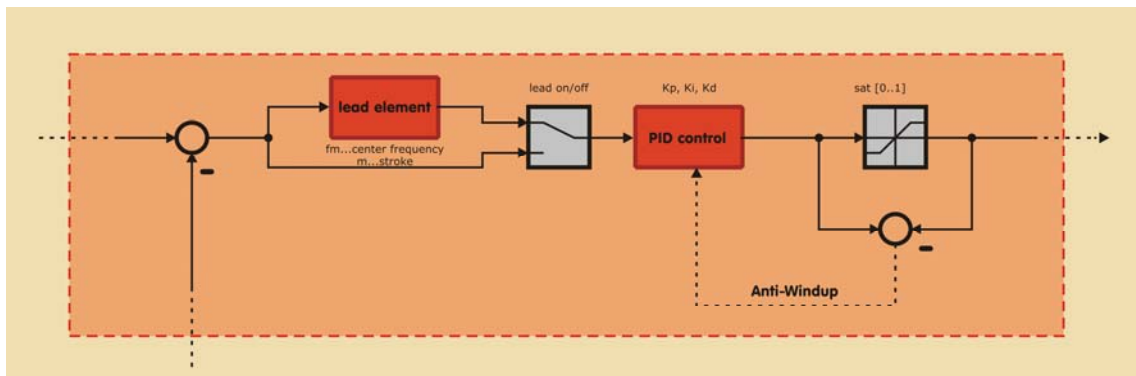 lead on/off
Kp, Ki, Kd
sat [0..1]
lead element
PID control
fm...center frequency
m...stroke
Anti-Windup